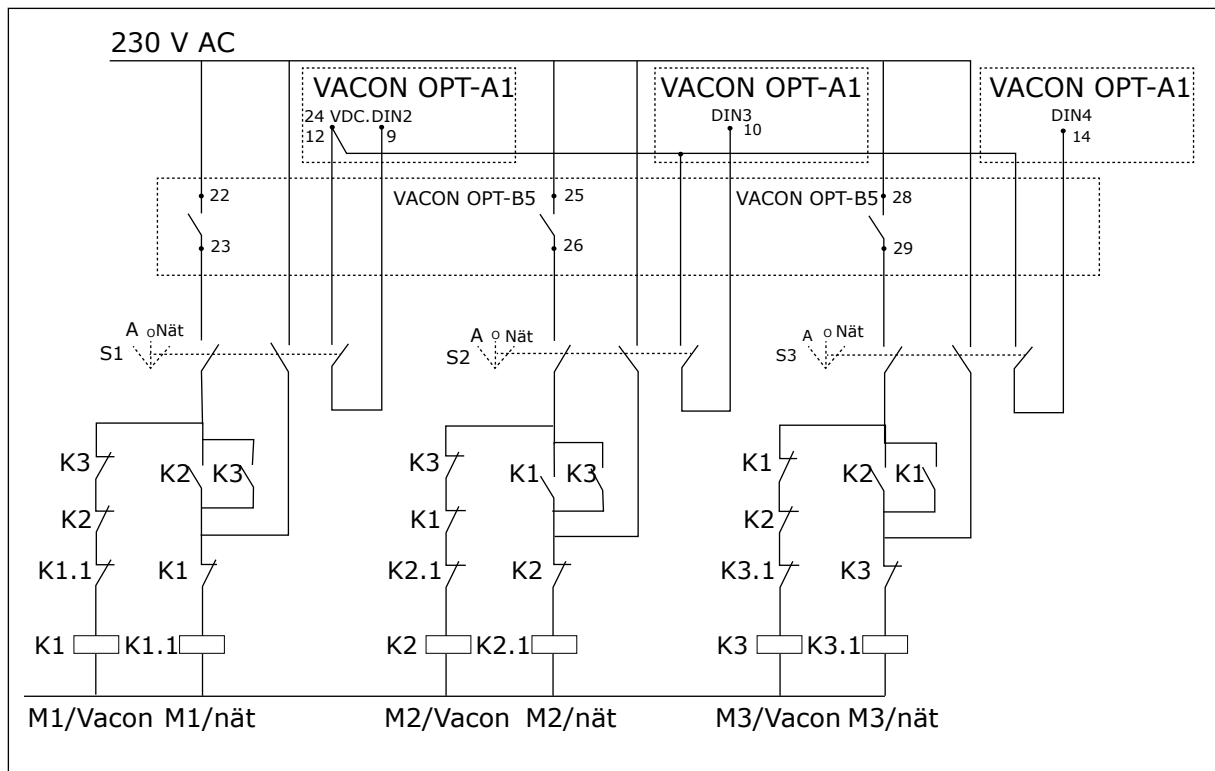 230 V AC
VACON OPT-A1 VACON OPT-A1 VACON OPT-A1
24 VDC. DIN2 DIN3 DIN4
12 9 10 14
22 VACON OPT-B5 25 VACON OPT-B5 28
23 26 29
A o Nät A o Nät A o Nät
S1 S2 S3
K3 K2 K3 K3 K1 K3 K1 K2 K1
K2 K1 K2
K1.1 K1 K2.1 K2 K3.1 K3
K1 K1.1 K2 K2.1 K3 K3.1
M1/Vacon M1/nät M2/Vacon M2/nät M3/Vacon M3/nät